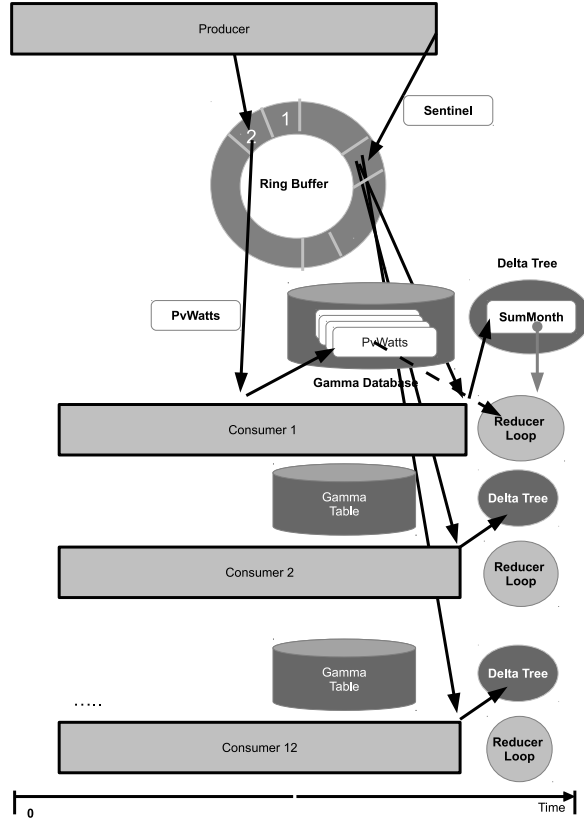 Producer
Sentinel
1
2
Ring Buffer
Delta Tree
PvWatts
SumMonth
PvWatts
Gamma Database
Consumer 1
Reducer
Loop
Gamma
Table
Delta Tree
Consumer 2
Reducer
Loop
Gamma
Table
Delta Tree
.....
Consumer 12
Reducer
Loop
0
Time